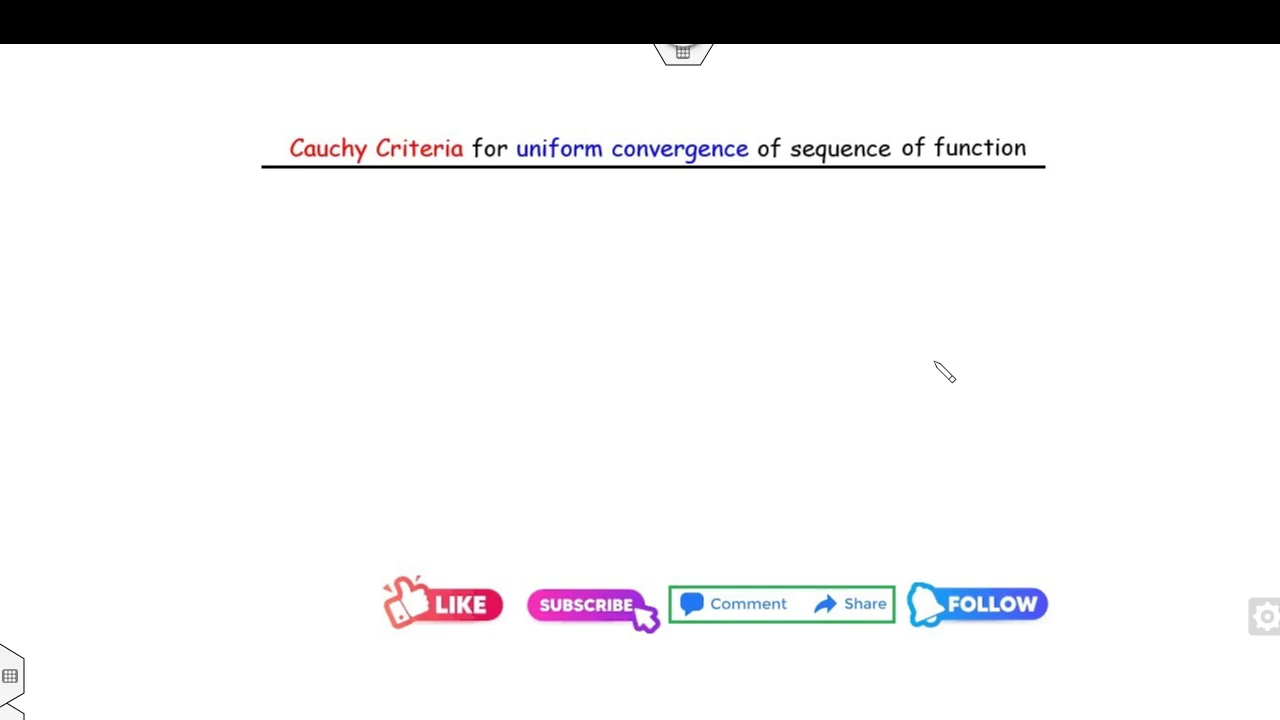 Cauchy Criteria for uniform convergence of sequence of function
LIKE SUBSCRIBE Comment Share FOLLOW